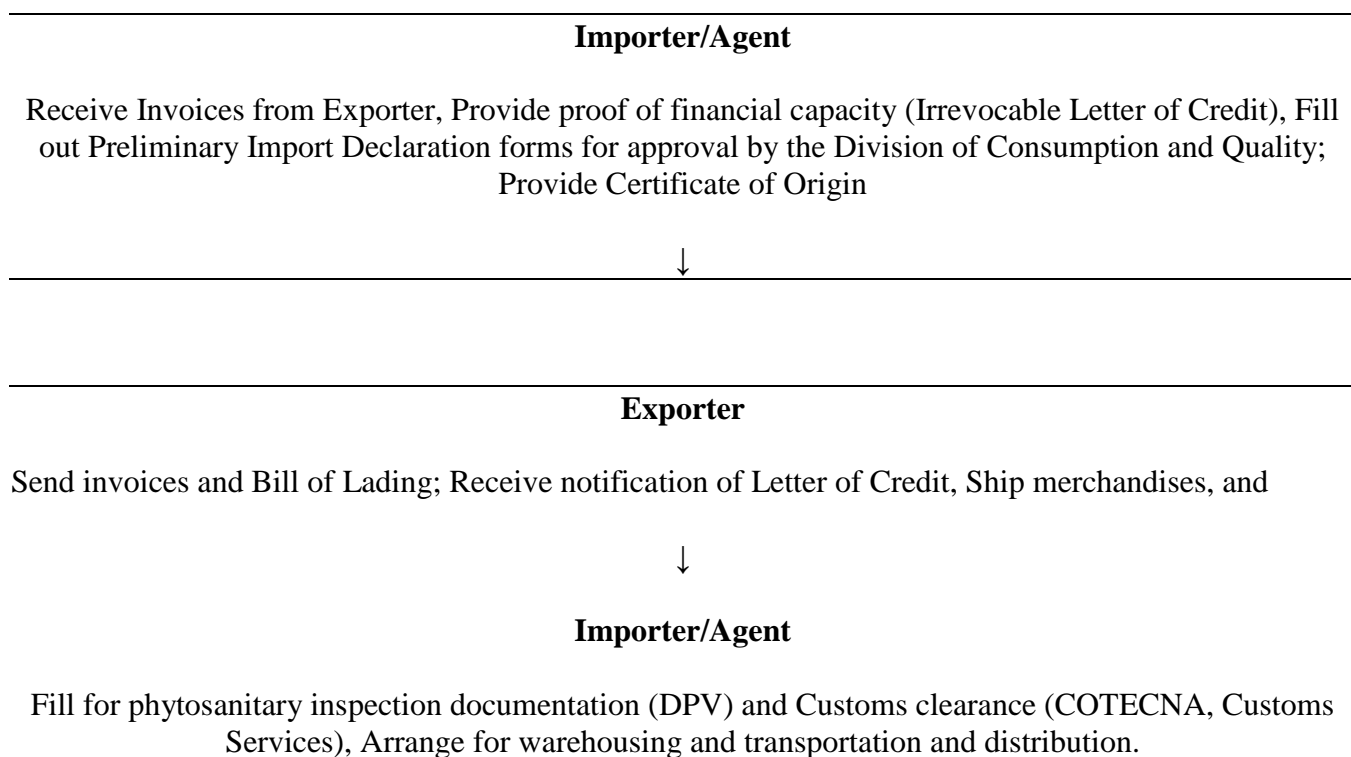 Importer/Agent
Receive Invoices from Exporter, Provide proof of financial capacity (Irrevocable Letter of Credit), Fill
out Preliminary Import Declaration forms for approval by the Division of Consumption and Quality;
Provide Certificate of Origin
↓
Exporter
Send invoices and Bill of Lading; Receive notification of Letter of Credit, Ship merchandises, and
↓
Importer/Agent
Fill for phytosanitary inspection documentation (DPV) and Customs clearance (COTECNA, Customs
Services), Arrange for warehousing and transportation and distribution.